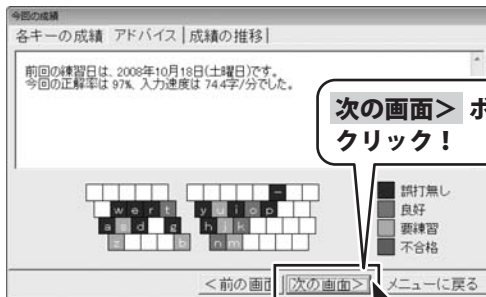 今回の成績
各キーの成績 アドバイス 成績の推移
前回の練習日は、2008年10月18日(土曜日)です。
今回の正解率は 97%、入力速度は 74.4字/分でした。
次の画面> ボ
クリック!
誤打無し
良好
要練習
不合格
w e r t y u i o p ー
a s d g h j k
z b n m
<前の画面 次の画面> メニューに戻る